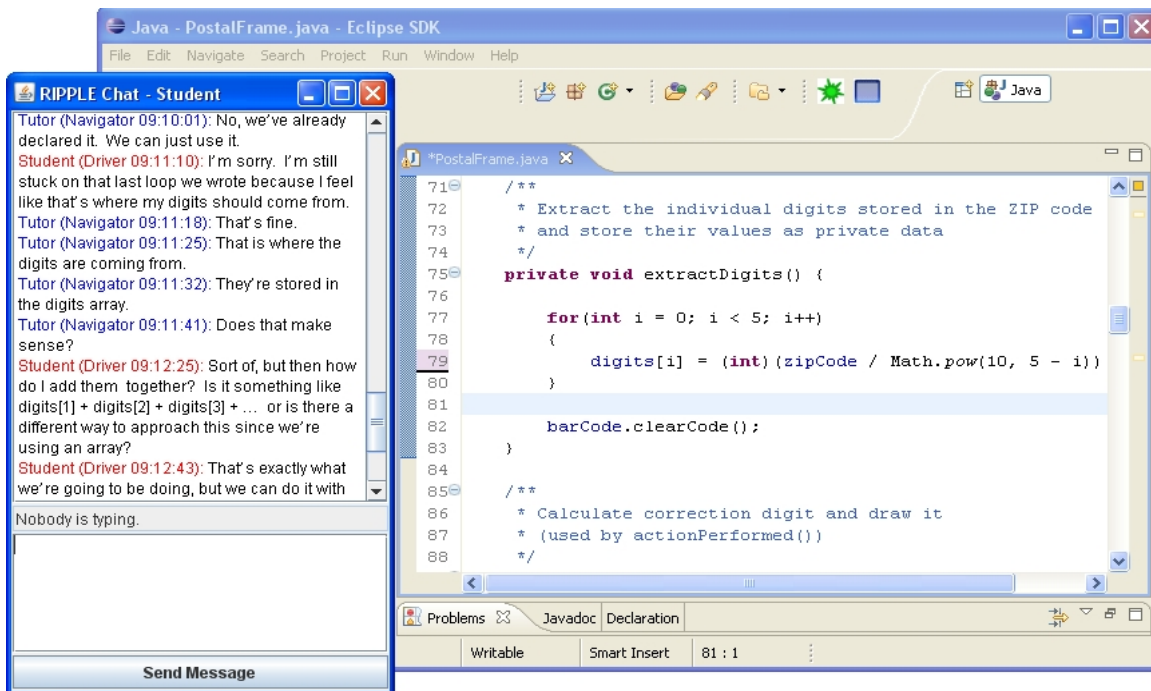 Java - PostalFrame.java - Eclipse SDK
File Edit Navigate Search Project Run Window Help
Java
RIPPLE Chat - Student
Tutor (Navigator 09:10:01): No, we've already
declared it. We can just use it.
Student (Driver 09:11:10): I'm sorry. I'm still
stuck on that last loop we wrote because I feel
like that's where my digits should come from.
Tutor (Navigator 09:11:18): That's fine.
Tutor (Navigator 09:11:25): That is where the
digits are coming from.
Tutor (Navigator 09:11:32): They're stored in
the digits array.
Tutor (Navigator 09:11:41): Does that make
sense?
Student (Driver 09:12:25): Sort of, but then how
do I add them together? Is it something like
digits[1] + digits[2] + digits[3] + ... or is there a
different way to approach this since we're
using an array?
Student (Driver 09:12:43): That's exactly what
we're going to be doing, but we can do it with
Nobody is typing.
Send Message
*PostalFrame.java
71 /**
72 * Extract the individual digits stored in the ZIP code
73 * and store their values as private data
74 */
75 private void extractDigits() {
76
77 for(int i = 0; i < 5; i++)
78 {
79 digits[i] = (int)(zipCode / Math.pow(10, 5 - i))
80 }
81
82 barCode.clearCode();
83 }
84
85 /**
86 * Calculate correction digit and draw it
87 * (used by actionPerformed())
88 */
Problems Javadoc Declaration
Writable Smart Insert 81 : 1